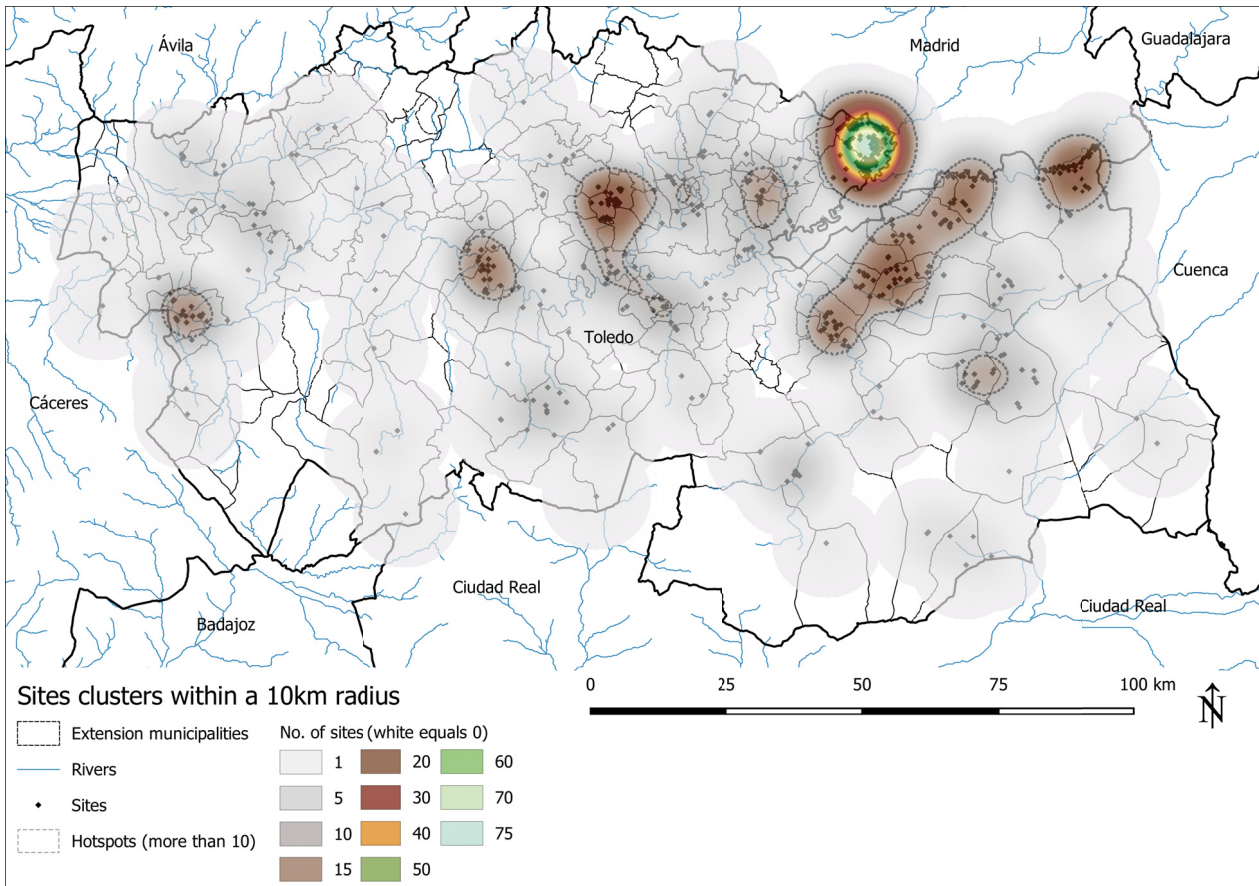 Ávila
Madrid
Guadalajara
Cuenca
Toledo
Cáceres
Ciudad Real
Ciudad Real
Badajoz
Sites clusters within a 10km radius
Extension municipalities
Rivers
Sites
Hotspots (more than 10)
No. of sites (white equals 0)
1 20 60
5 30 70
10 40 75
15 50
0 25 50 75 100 km
N